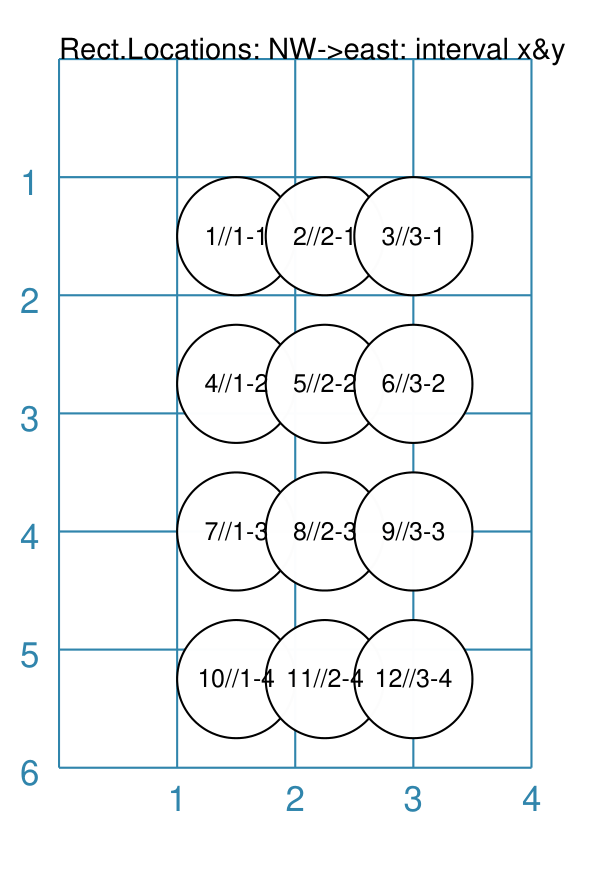 Rect.Locations: NW->east: interval x&y
1
1//1-1 2//2-1 3//3-1
2
4//1-2 5//2-2 6//3-2
3
7//1-3 8//2-3 9//3-3
4
5
10//1-4 11//2-4 12//3-4
6
1 2 3 4